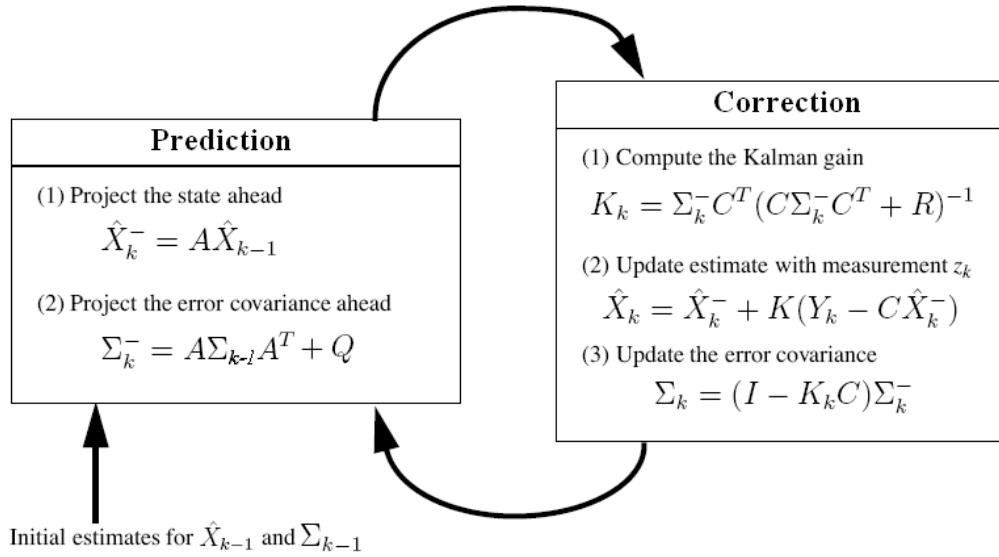 Prediction
(1) Project the state ahead
X̂ₖ⁻ = AX̂ₖ₋₁
(2) Project the error covariance ahead
Σₖ⁻ = AΣₖ₋₁Aᵀ + Q
Initial estimates for X̂ₖ₋₁ and Σₖ₋₁
Correction
(1) Compute the Kalman gain
Kₖ = Σₖ⁻Cᵀ(CΣₖ⁻Cᵀ + R)⁻¹
(2) Update estimate with measurement zₖ
X̂ₖ = X̂ₖ⁻ + K(Yₖ − CX̂ₖ⁻)
(3) Update the error covariance
Σₖ = (I − KₖC)Σₖ⁻